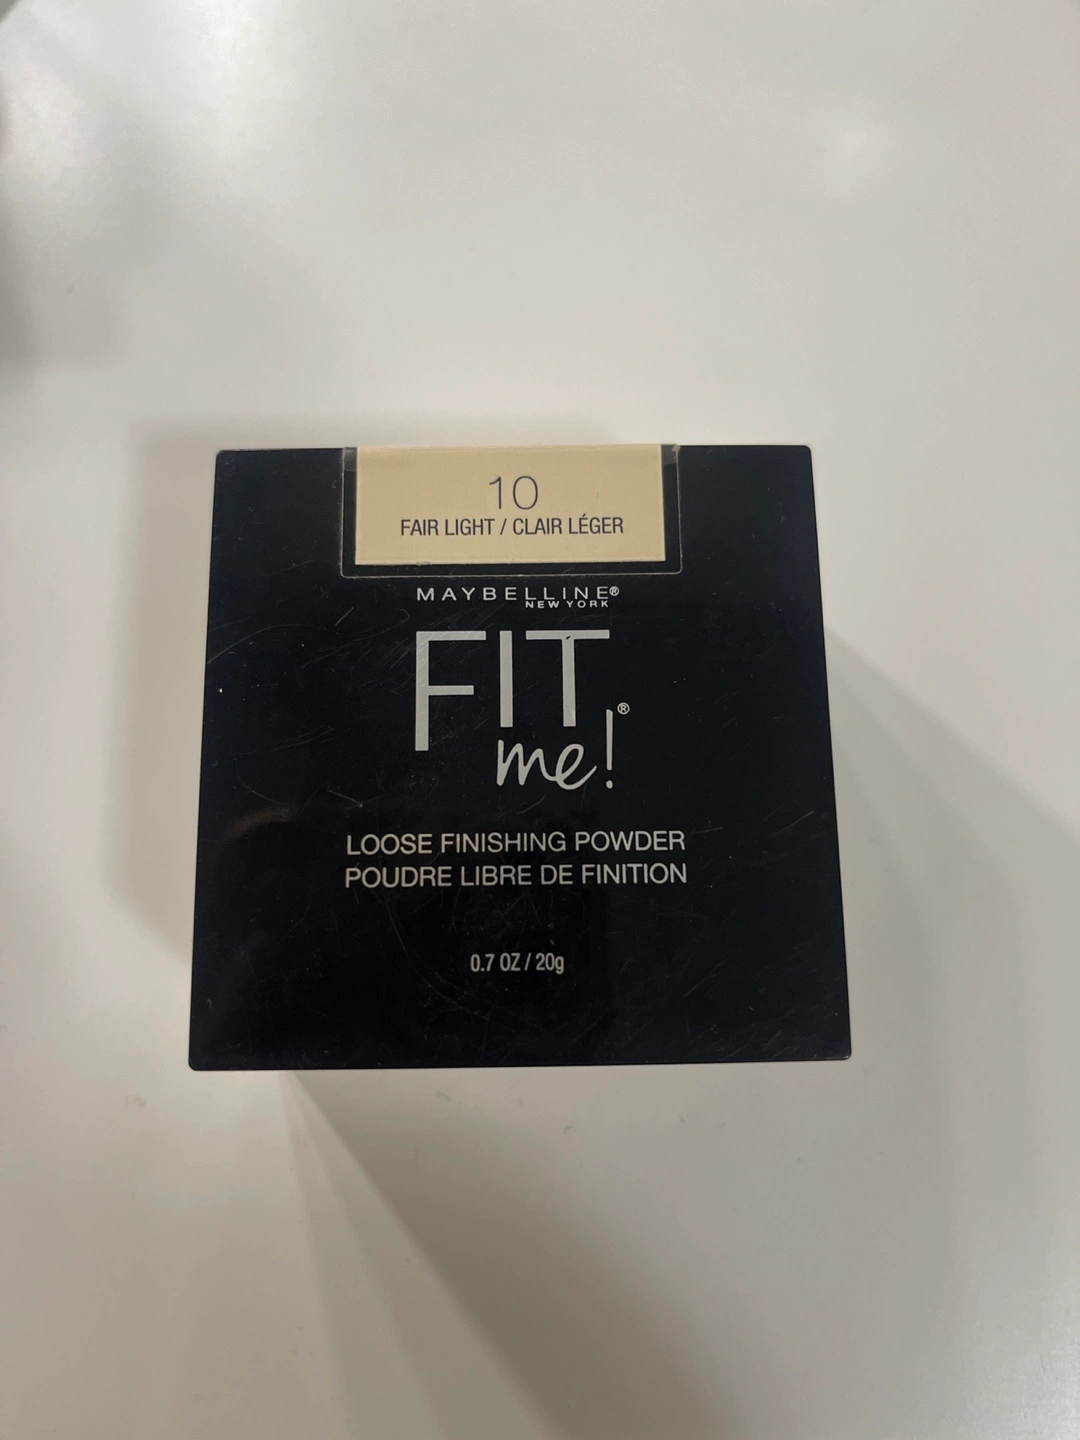 10
FAIR LIGHT / CLAIR LÉGER
MAYBELLINE®
NEW YORK
FIT
me!®
LOOSE FINISHING POWDER
POUDRE LIBRE DE FINITION
0.7 OZ / 20g